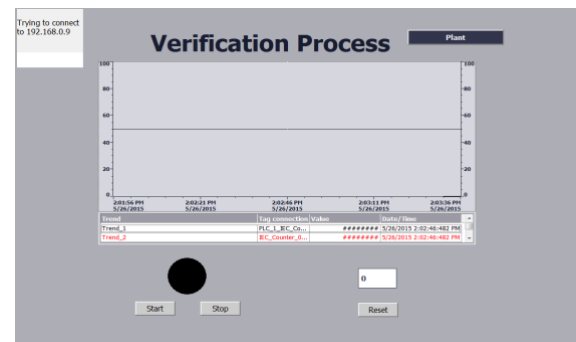 Trying to connect
to 192.168.0.9
Verification Process
Plant
100 100
80 80
60 60
40 40
20 20
0 0
2:01:56 PM 2:02:21 PM 2:02:46 PM 2:03:11 PM 2:03:36 PM
5/26/2015 5/26/2015 5/26/2015 5/26/2015 5/26/2015
Trend Tag connection Value Date/Time
Trend_1 PLC_1_IEC_Co... ######## 5/26/2015 2:02:46:482 PM
Trend_2 IEC_Counter_0... ######## 5/26/2015 2:02:46:482 PM
0
Start Stop Reset